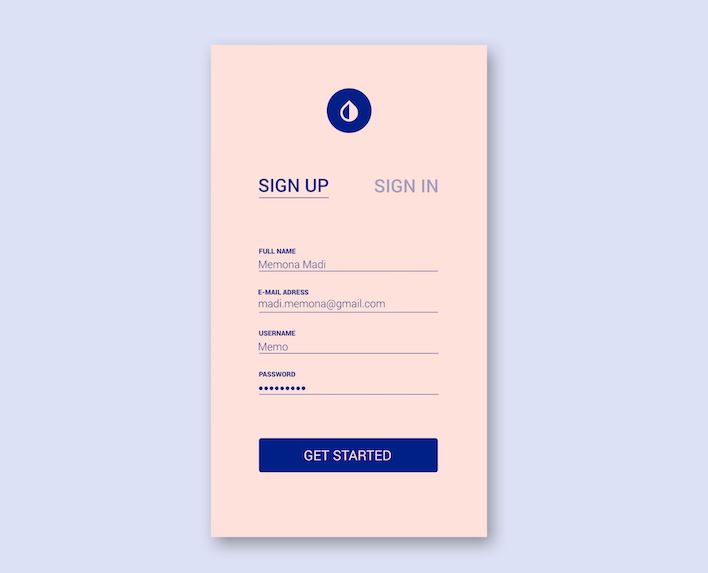 SIGN UP SIGN IN
FULL NAME
Memona Madi
E-MAIL ADRESS
madi.memona@gmail.com
USERNAME
Memo
PASSWORD
•••••••••
GET STARTED